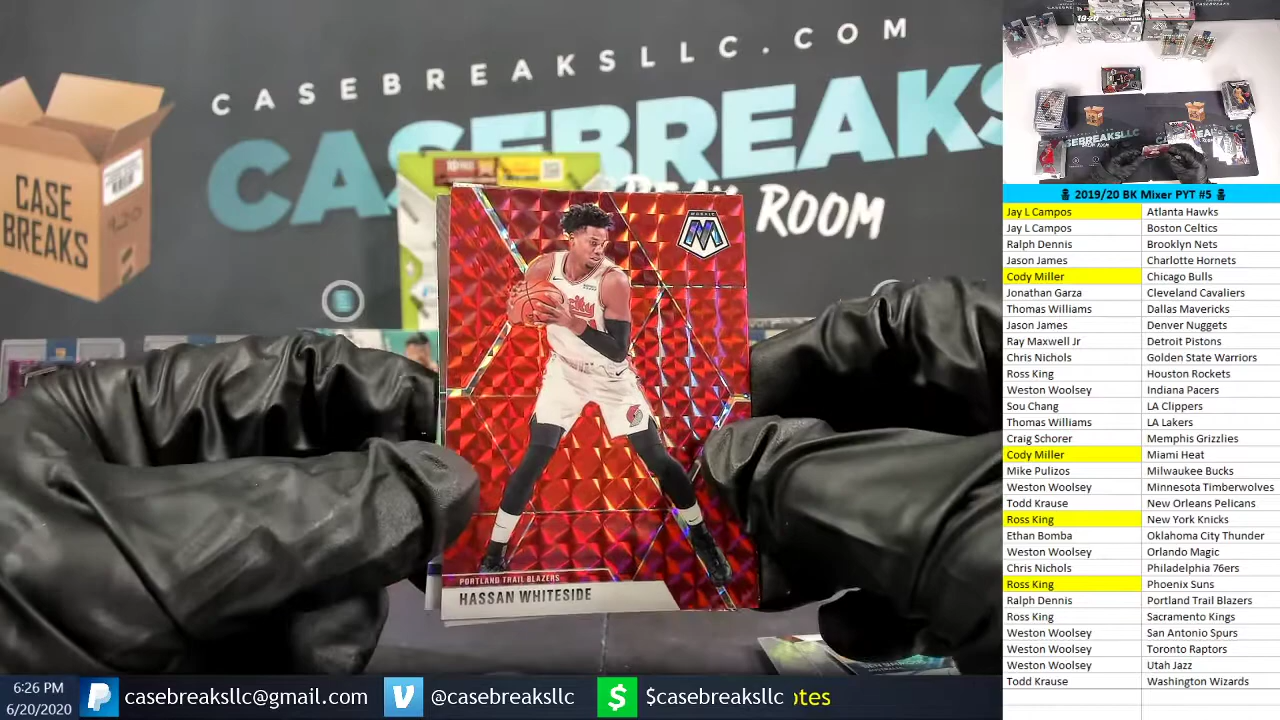 CASEBREAKSLLC.COM
CASEBREAKS
BREAK ROOM
CASE
BREAKS
MOSAIC
PORTLAND TRAIL BLAZERS
HASSAN WHITESIDE
CASEBREAKSLLC
2019/20 BK Mixer PYT #5
Jay L Campos Atlanta Hawks
Jay L Campos Boston Celtics
Ralph Dennis Brooklyn Nets
Jason James Charlotte Hornets
Cody Miller Chicago Bulls
Jonathan Garza Cleveland Cavaliers
Thomas Williams Dallas Mavericks
Jason James Denver Nuggets
Ray Maxwell Jr Detroit Pistons
Chris Nichols Golden State Warriors
Ross King Houston Rockets
Weston Woolsey Indiana Pacers
Sou Chang LA Clippers
Thomas Williams LA Lakers
Craig Schorer Memphis Grizzlies
Cody Miller Miami Heat
Mike Pulizos Milwaukee Bucks
Weston Woolsey Minnesota Timberwolves
Todd Krause New Orleans Pelicans
Ross King New York Knicks
Ethan Bomba Oklahoma City Thunder
Weston Woolsey Orlando Magic
Chris Nichols Philadelphia 76ers
Ross King Phoenix Suns
Ralph Dennis Portland Trail Blazers
Ross King Sacramento Kings
Weston Woolsey San Antonio Spurs
Weston Woolsey Toronto Raptors
Weston Woolsey Utah Jazz
Todd Krause Washington Wizards
6:26 PM
6/20/2020
casebreaksllc@gmail.com
@casebreaksllc
$casebreaksllc
otes